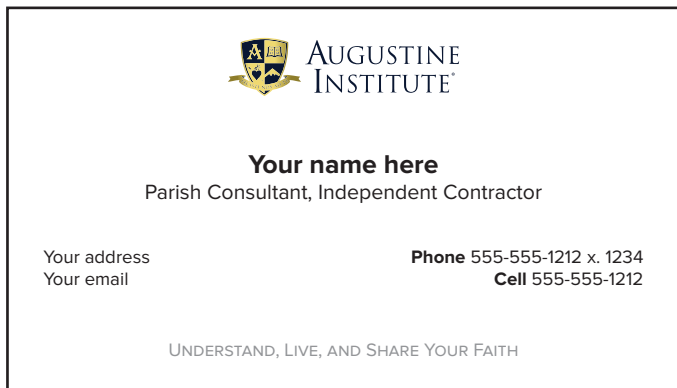 A
AUGUSTINE
INSTITUTE®
Your name here
Parish Consultant, Independent Contractor
Your address
Phone 555-555-1212 x. 1234
Your email
Cell 555-555-1212
UNDERSTAND, LIVE, AND SHARE YOUR FAITH